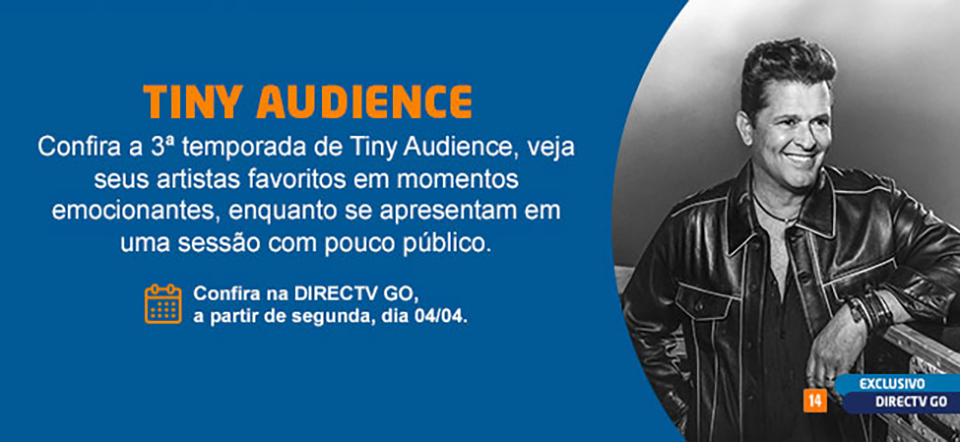 TINY AUDIENCE
Confira a 3ª temporada de Tiny Audience, veja
seus artistas favoritos em momentos
emocionantes, enquanto se apresentam em
uma sessão com pouco público.
Confira na DIRECTV GO,
a partir de segunda, dia 04/04.
14
EXCLUSIVO
DIRECTV GO